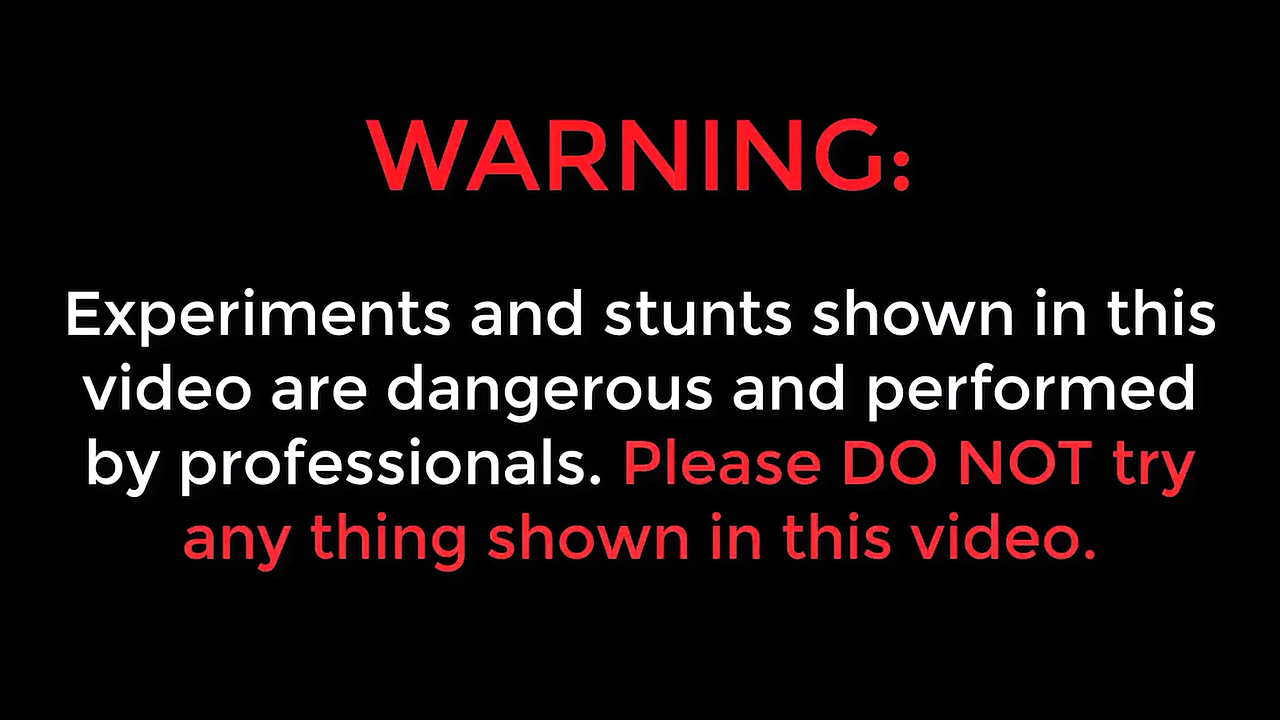 WARNING:
Experiments and stunts shown in this
video are dangerous and performed
by professionals. Please DO NOT try
any thing shown in this video.